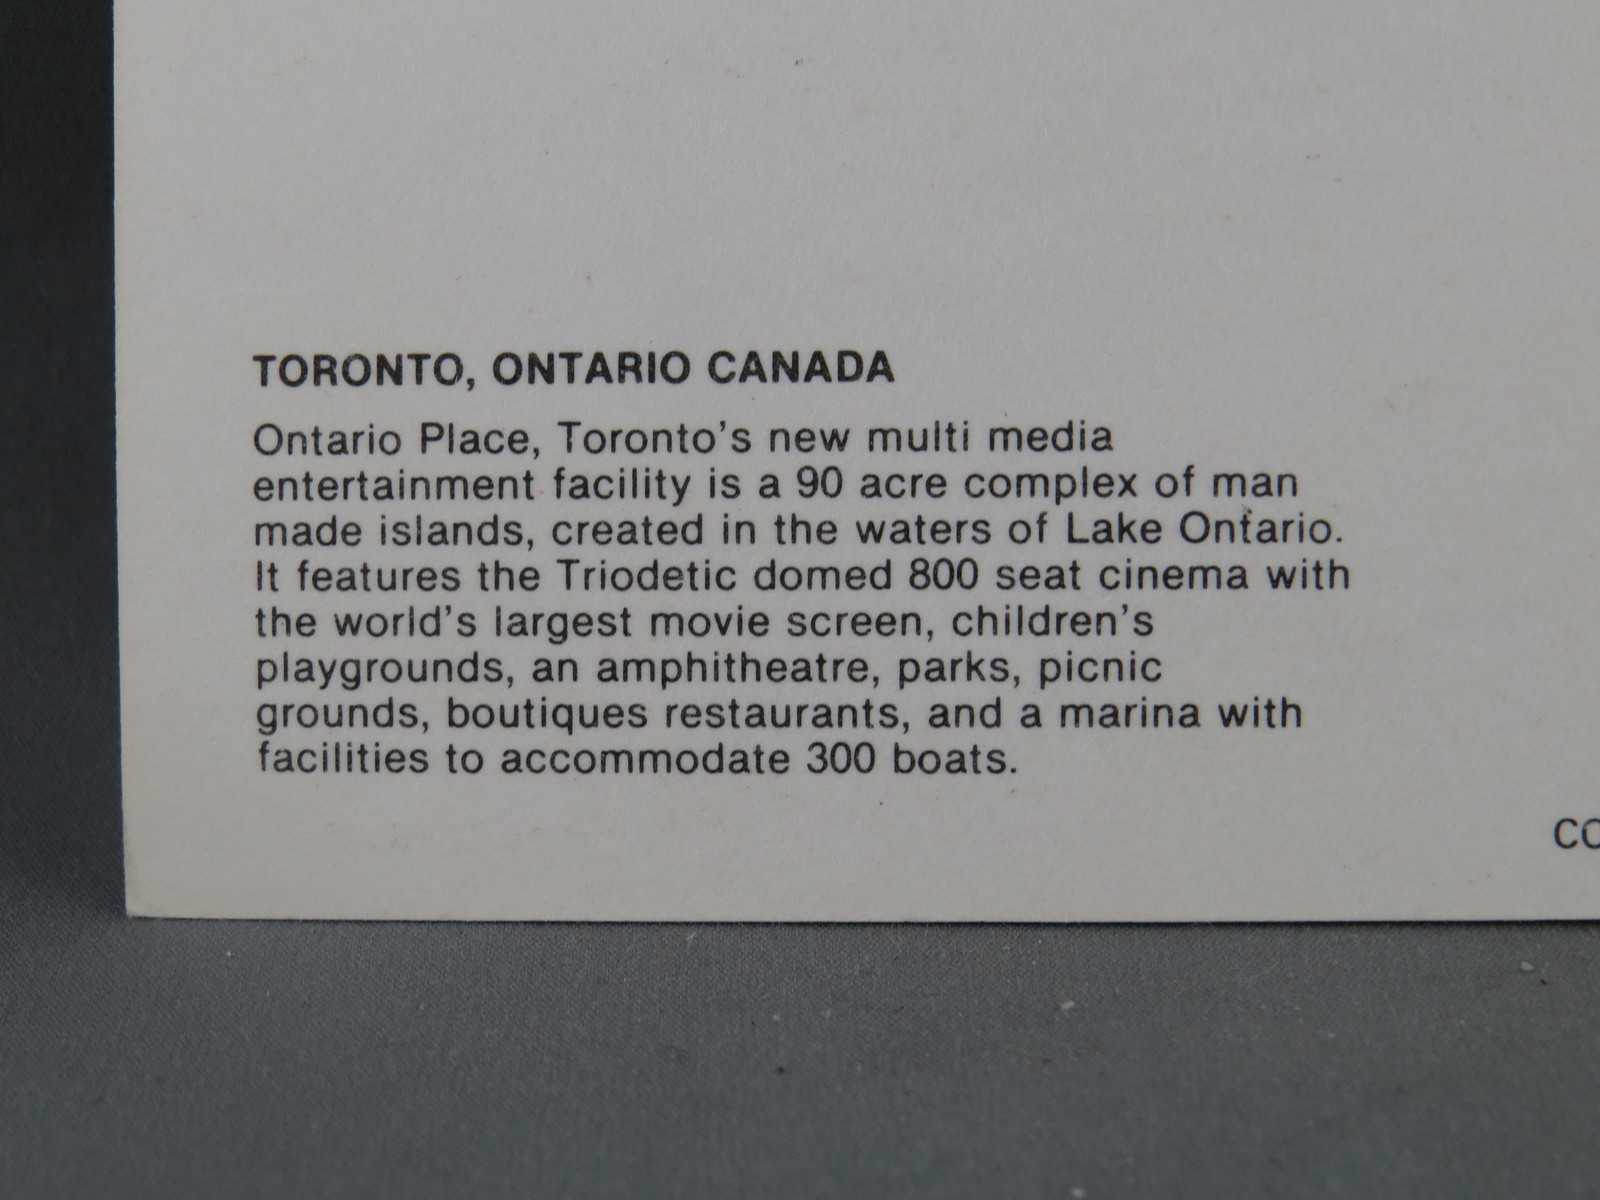 TORONTO, ONTARIO CANADA
Ontario Place, Toronto's new multi media
entertainment facility is a 90 acre complex of man
made islands, created in the waters of Lake Ontario.
It features the Triodetic domed 800 seat cinema with
the world's largest movie screen, children's
playgrounds, an amphitheatre, parks, picnic
grounds, boutiques restaurants, and a marina with
facilities to accommodate 300 boats.